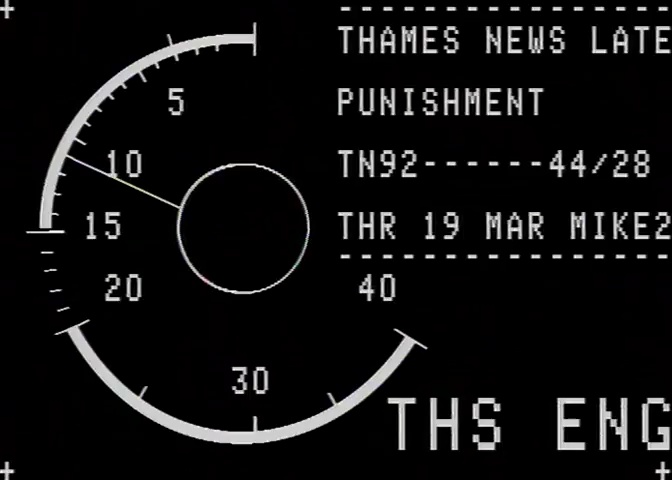 THAMES NEWS LATE
PUNISHMENT
TN92------44/28
THR 19 MAR MIKE2
5
10
15
20
30
40
THS ENG